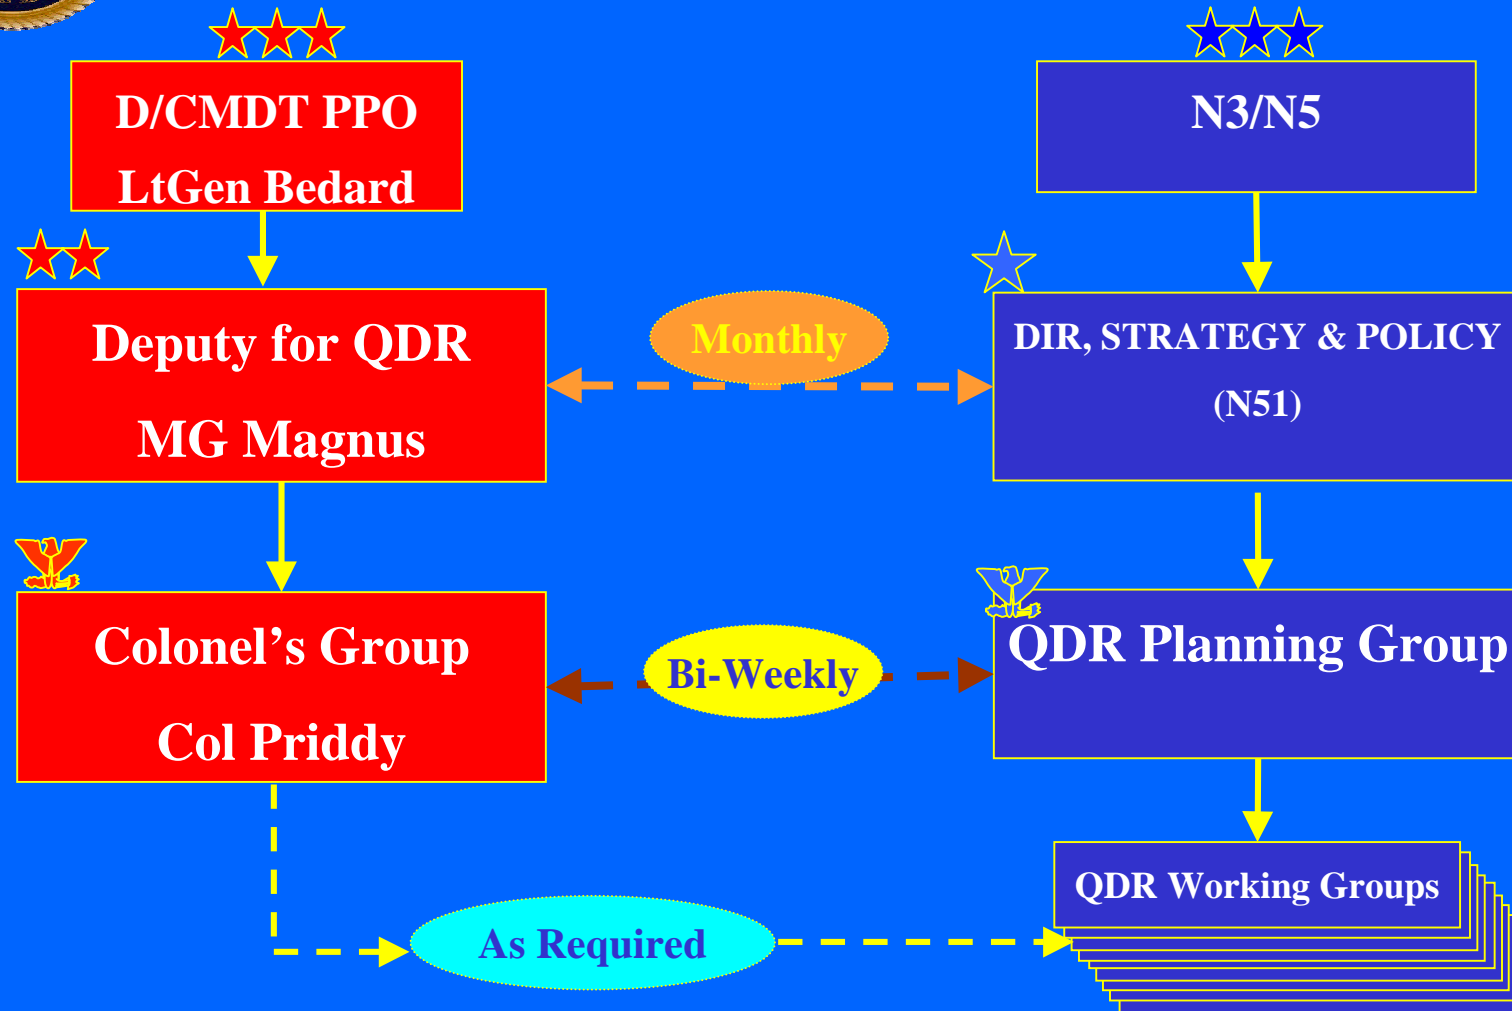 D/CMDT PPO
LtGen Bedard
N3/N5
Deputy for QDR
MG Magnus
Monthly
DIR, STRATEGY & POLICY
(N51)
Colonel’s Group
Col Priddy
Bi-Weekly
QDR Planning Group
As Required
QDR Working Groups